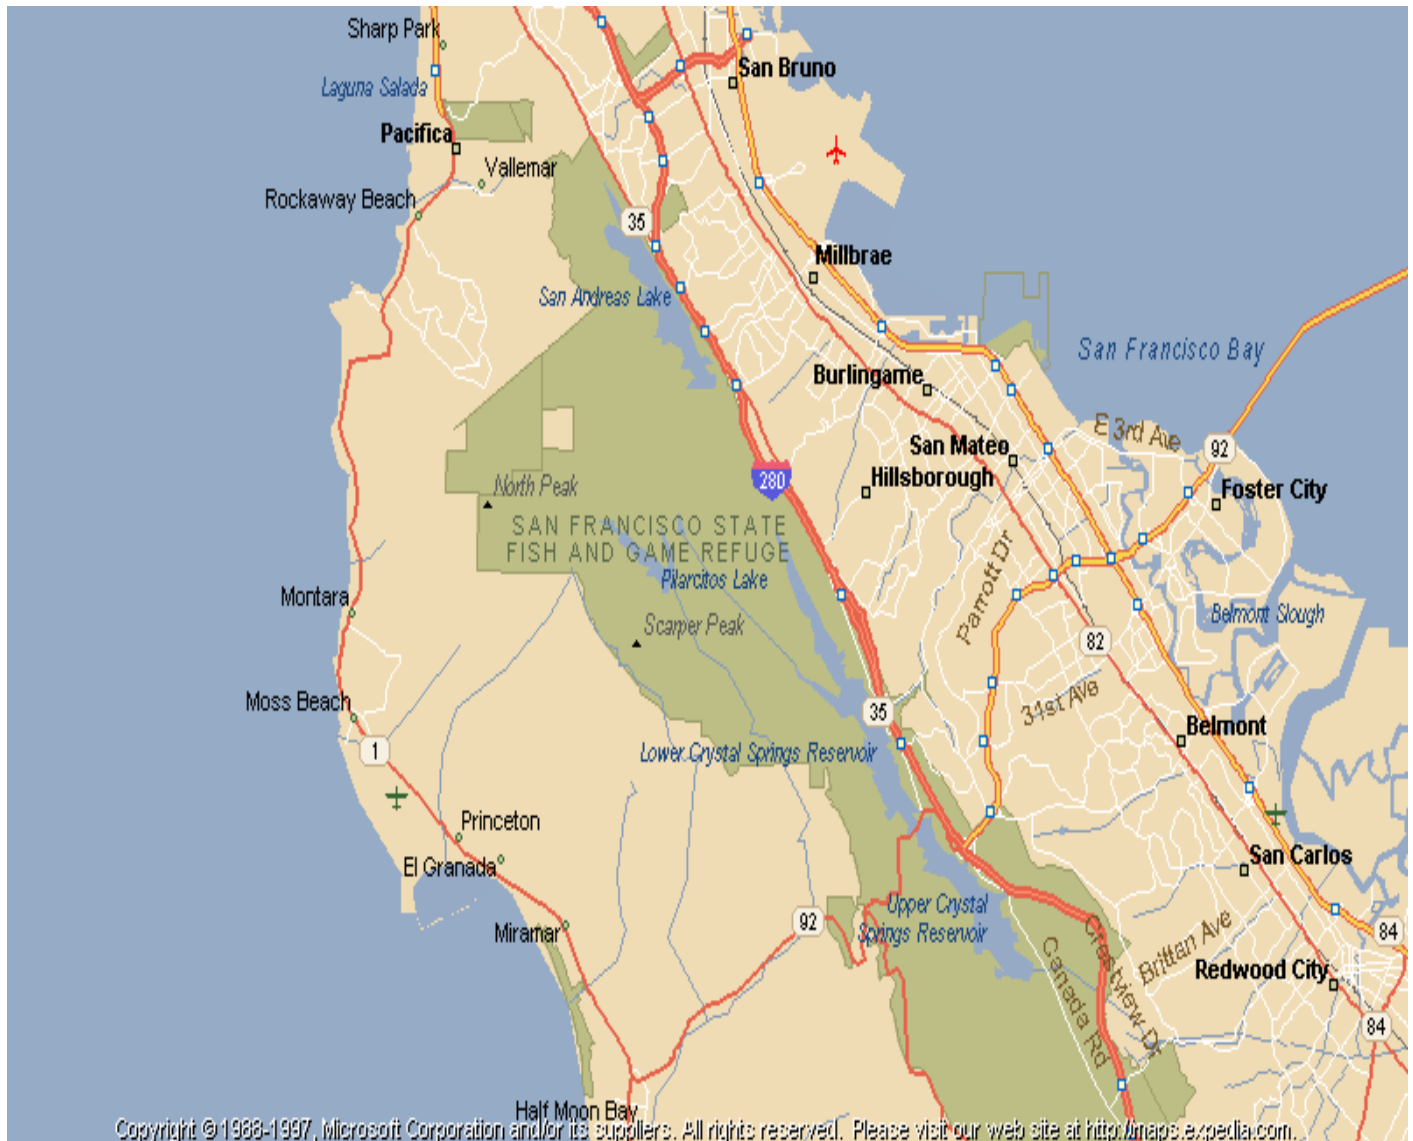 Sharp Park
San Bruno
Laguna Salada
Pacifica
Vallemar
Rockaway Beach
35
Millbrae
San Andreas Lake
San Francisco Bay
Burlingame
E 3rd Ave
92
San Mateo
Hillsborough
280
Foster City
North Peak
SAN FRANCISCO STATE
FISH AND GAME REFUGE
Pilarcitos Lake
Parrott Dr
Montara
Belmont Slough
Scarper Peak
82
31st Ave
Moss Beach
35
Belmont
1
Lower Crystal Springs Reservoir
Princeton
San Carlos
El Granada
Upper Crystal
Springs Reservoir
92
Miramar
Crestview Dr
Brittan Ave
84
Canada Rd
Redwood City
84
Half Moon Bay
Copyright © 1988-1997, Microsoft Corporation and/or its suppliers. All rights reserved. Please visit our web site at http://maps.expedia.com.